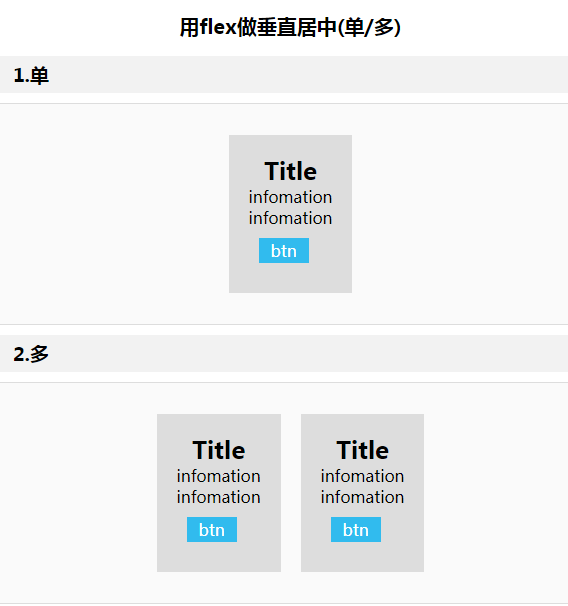 用flex做垂直居中(单/多)
1.单
Title
infomation
infomation
btn
2.多
Title
infomation
infomation
btn
Title
infomation
infomation
btn